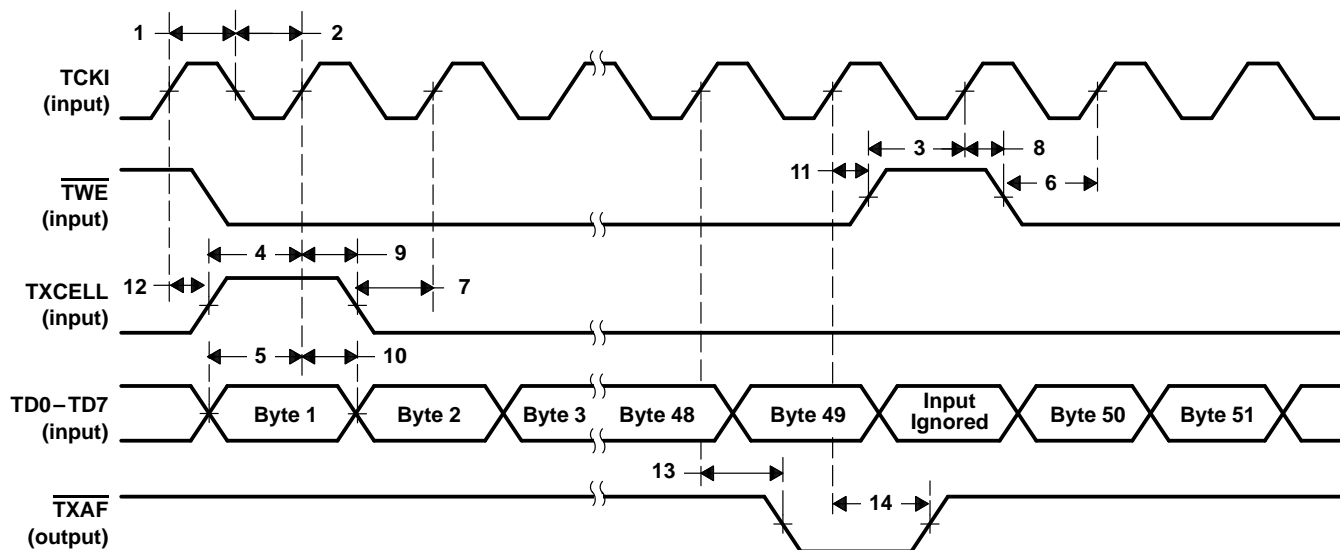 1 2
TCKI
(input)
3 8
11
6
TWE
(input)
4 9
12 7
TXCELL
(input)
5 10
TD0–TD7
(input)
Byte 1 Byte 2 Byte 3 Byte 48 Byte 49 Input Ignored Byte 50 Byte 51
13
14
TXAF
(output)